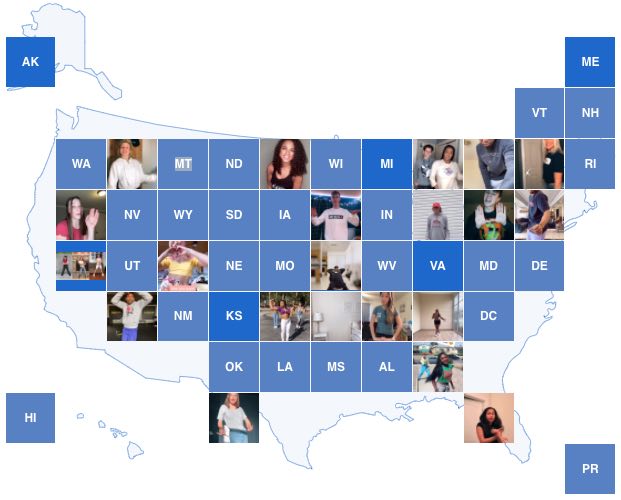 AK
ME
VT NH
WA MT ND WI MI RI
NV WY SD IA IN
UT NE MO WV VA MD DE
NM KS DC
OK LA MS AL
HI
PR